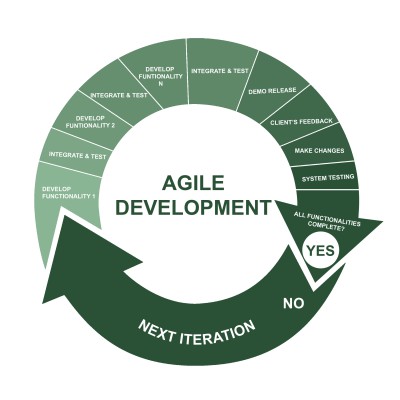 DEVELOP
FUNCTIONALITY 1
INTEGRATE & TEST
DEVELOP
FUNTIONALITY 2
INTEGRATE & TEST
DEVELOP
FUNTIONALITY
N
INTEGRATE & TEST
DEMO RELEASE
CLIENT'S FEEDBACK
MAKE CHANGES
SYSTEM TESTING
ALL FUNCTIONALITIES
COMPLETE?
YES
NO
NEXT ITERATION
AGILE
DEVELOPMENT